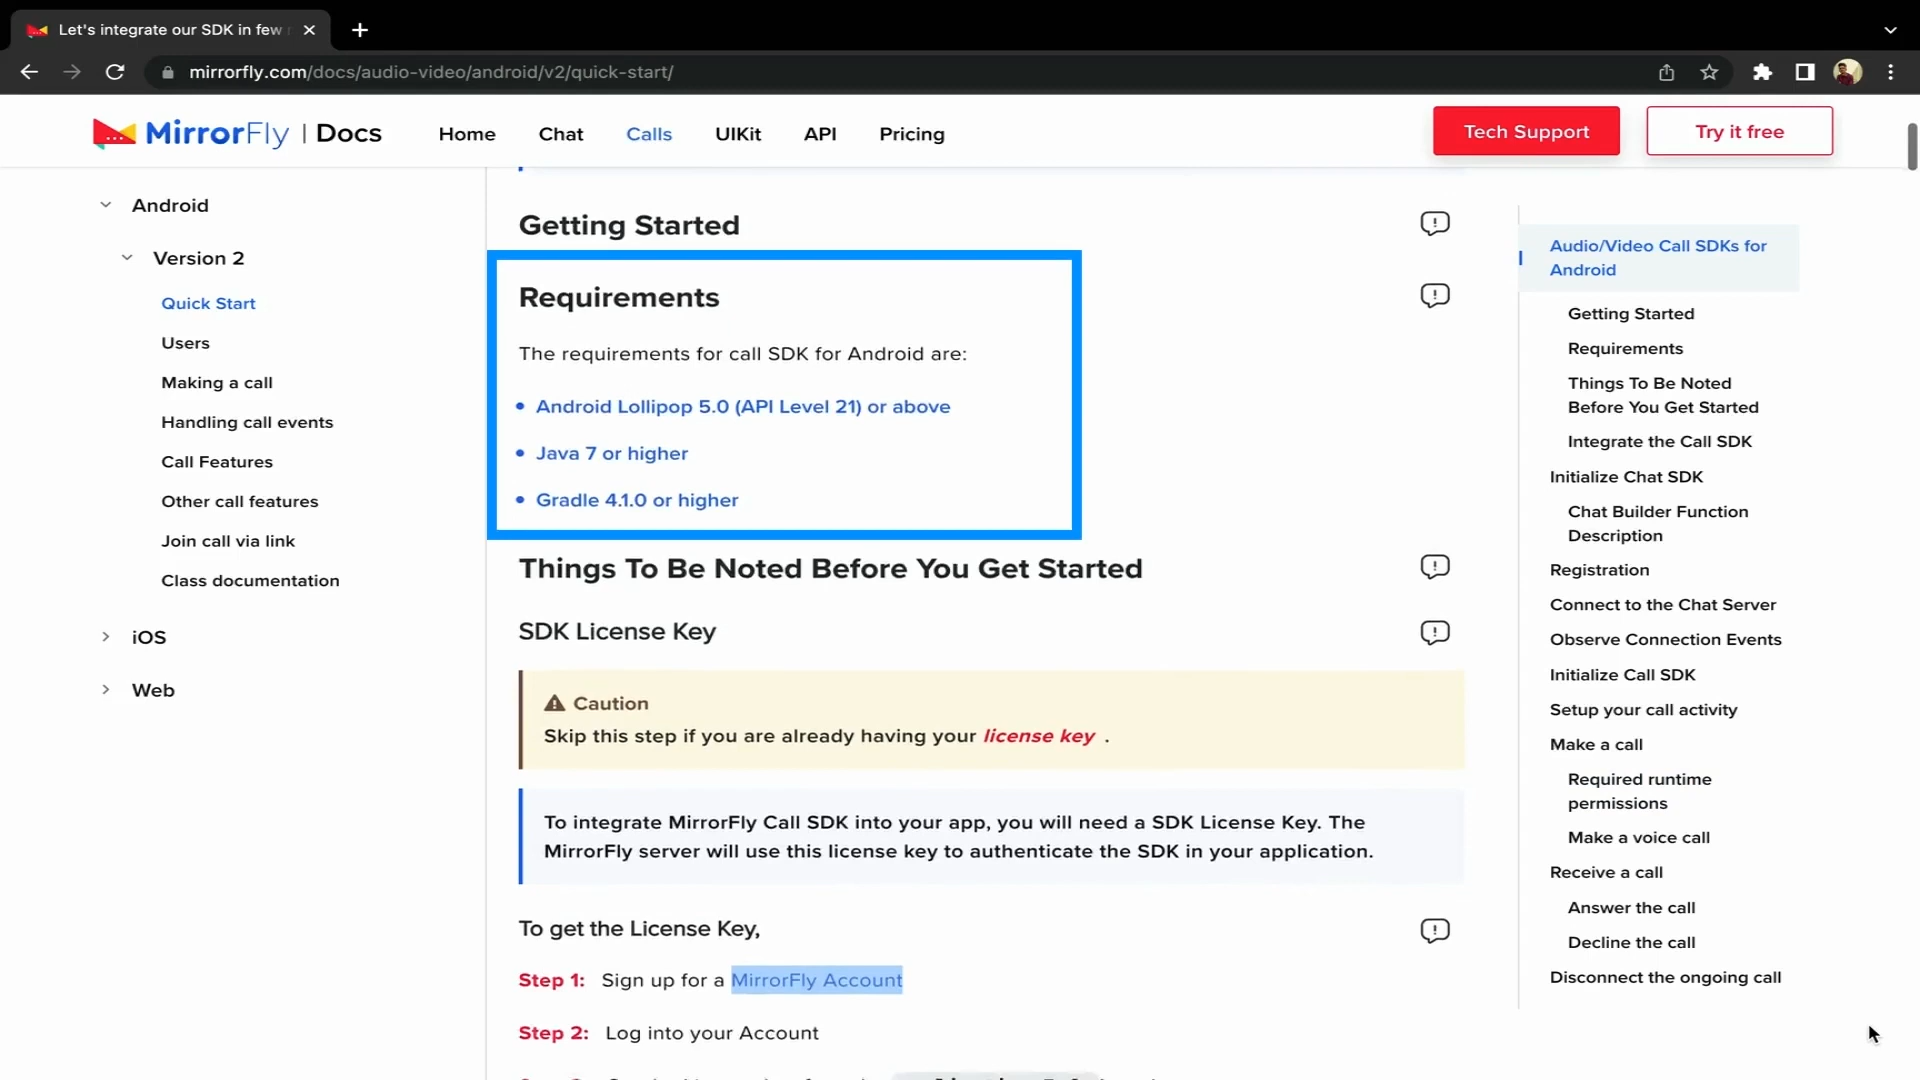 Let's integrate our SDK in few
mirrorfly.com/docs/audio-video/android/v2/quick-start/
MirrorFly | Docs
Home
Chat
Calls
UIKit
API
Pricing
Tech Support
Try it free
Android
Version 2
Quick Start
Users
Making a call
Handling call events
Call Features
Other call features
Join call via link
Class documentation
iOS
Web
Getting Started
Requirements
The requirements for call SDK for Android are:
• Android Lollipop 5.0 (API Level 21) or above
• Java 7 or higher
• Gradle 4.1.0 or higher
Things To Be Noted Before You Get Started
SDK License Key
Caution
Skip this step if you are already having your license key .
To integrate MirrorFly Call SDK into your app, you will need a SDK License Key. The
MirrorFly server will use this license key to authenticate the SDK in your application.
To get the License Key,
Step 1: Sign up for a MirrorFly Account
Step 2: Log into your Account
Audio/Video Call SDKs for
Android
Getting Started
Requirements
Things To Be Noted
Before You Get Started
Integrate the Call SDK
Initialize Chat SDK
Chat Builder Function
Description
Registration
Connect to the Chat Server
Observe Connection Events
Initialize Call SDK
Setup your call activity
Make a call
Required runtime
permissions
Make a voice call
Receive a call
Answer the call
Decline the call
Disconnect the ongoing call